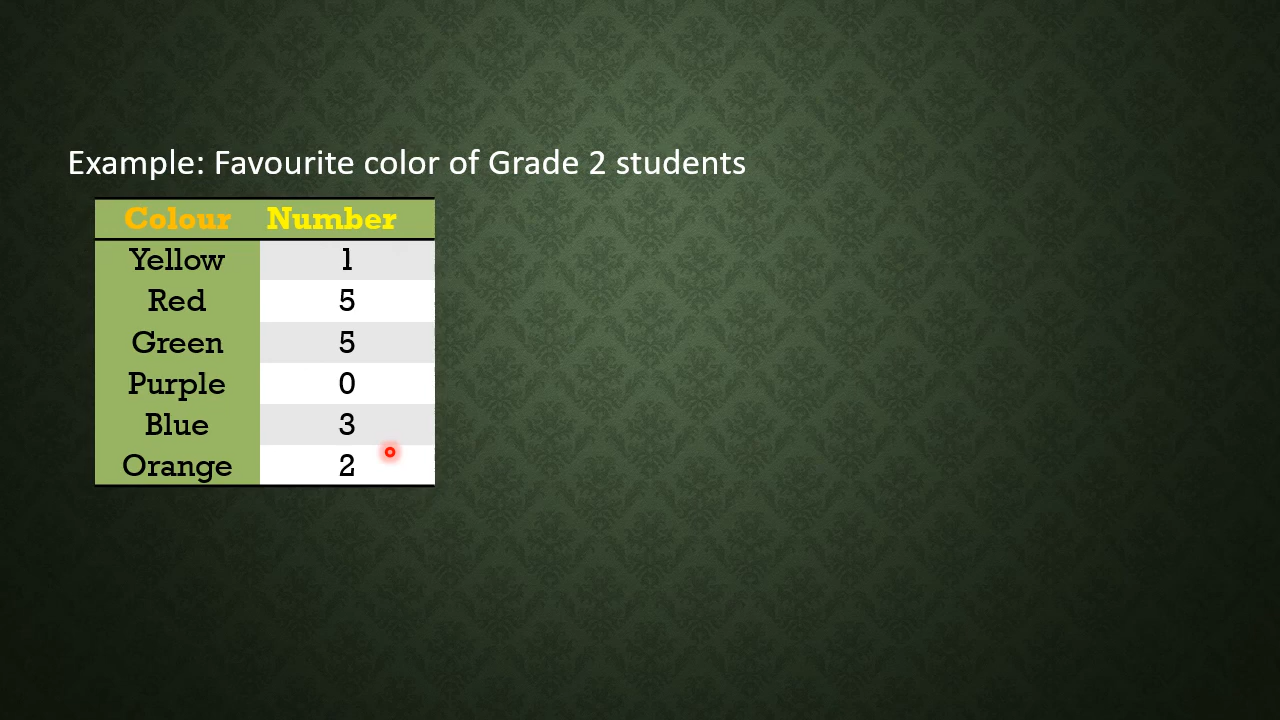 Example: Favourite color of Grade 2 students
Colour Number
Yellow 1
Red 5
Green 5
Purple 0
Blue 3
Orange 2